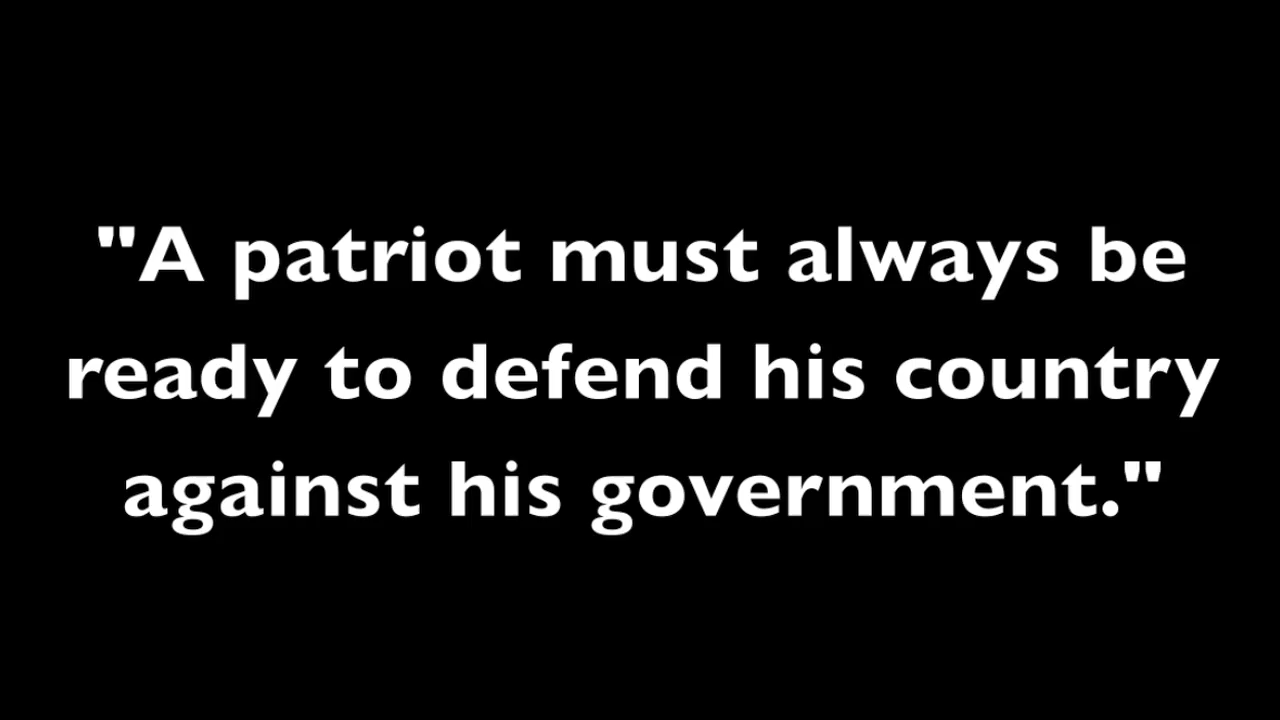 "A patriot must always be
ready to defend his country
against his government."